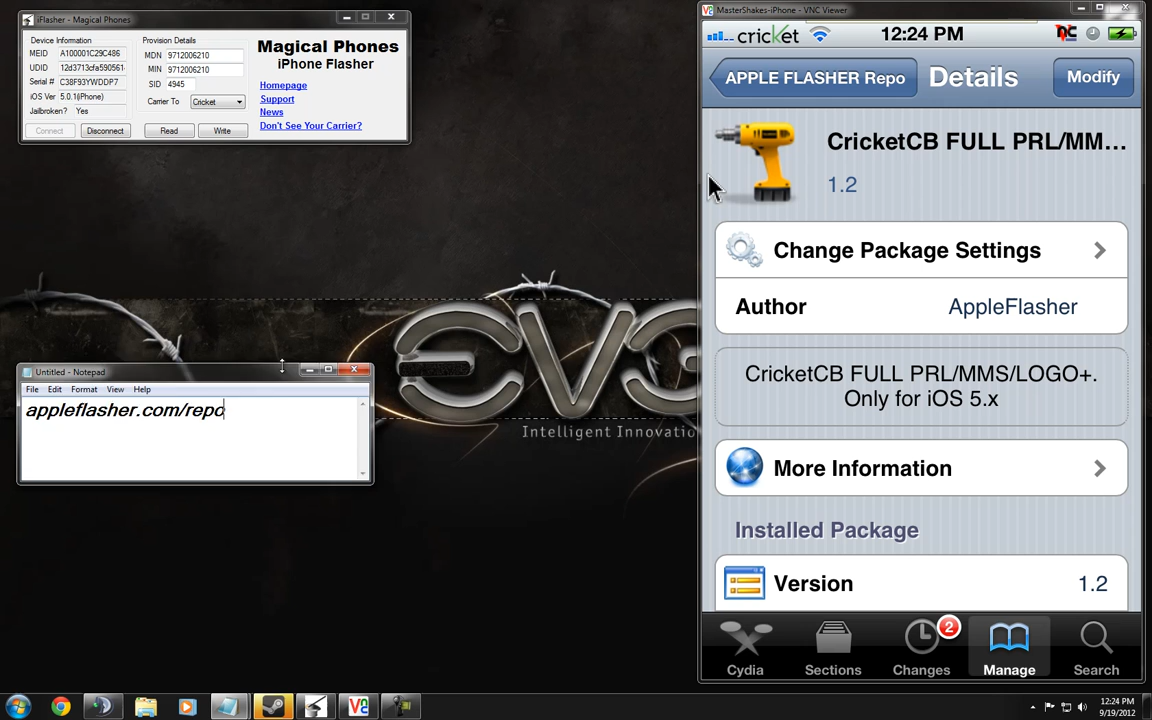 iFlasher - Magical Phones
Device Information
MEID A100001C29C486
UDID 12d3713cfa590561
Serial # C38F93YWDDP7
iOS Ver 5.0.1(iPhone)
Jailbroken? Yes
Connect Disconnect
Provision Details
MDN 9712006210
MIN 9712006210
SID 4945
Carrier To Cricket
Read Write
Magical Phones
iPhone Flasher
Homepage
Support
News
Don't See Your Carrier?
Untitled - Notepad
File Edit Format View Help
appleflasher.com/repo
Intelligent Innovatio
MasterShakes-iPhone - VNC Viewer
cricket 12:24 PM
APPLE FLASHER Repo Details Modify
CricketCB FULL PRL/MM...
1.2
Change Package Settings
Author AppleFlasher
CricketCB FULL PRL/MMS/LOGO+.
Only for iOS 5.x
More Information
Installed Package
Version 1.2
2
Cydia Sections Changes Manage Search
12:24 PM
9/19/2012